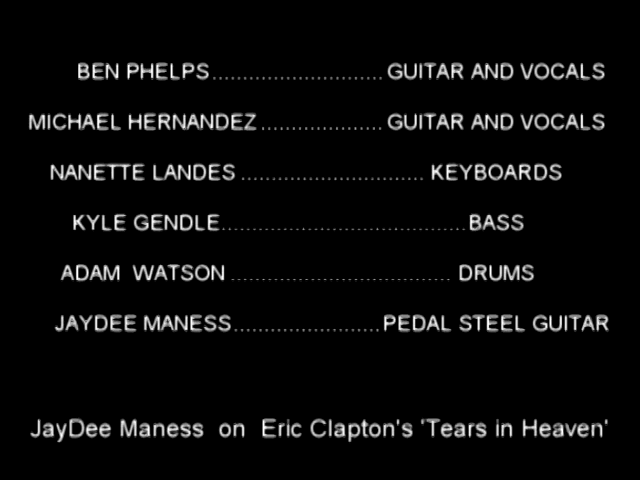 BEN PHELPS............................ GUITAR AND VOCALS
MICHAEL HERNANDEZ.................... GUITAR AND VOCALS
NANETTE LANDES.............................. KEYBOARDS
KYLE GENDLE........................................ BASS
ADAM WATSON.................................... DRUMS
JAYDEE MANESS........................ PEDAL STEEL GUITAR
JayDee Maness on Eric Clapton's 'Tears in Heaven'